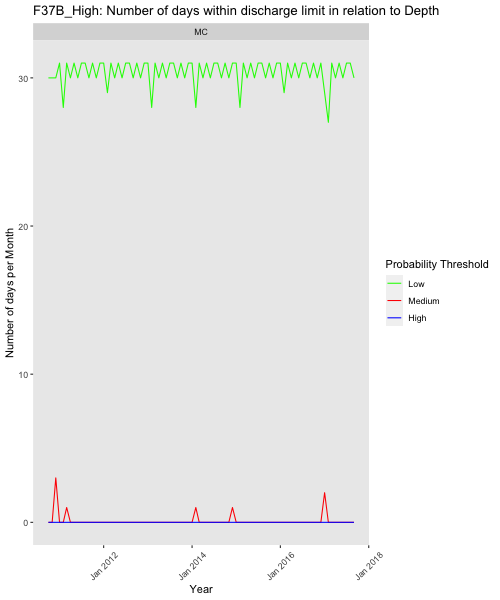 F37B_High: Number of days within discharge limit in relation to Depth
MC
Number of days per Month
30
20
10
0
Jan 2012
Jan 2014
Jan 2016
Jan 2018
Year
Probability Threshold
Low
Medium
High